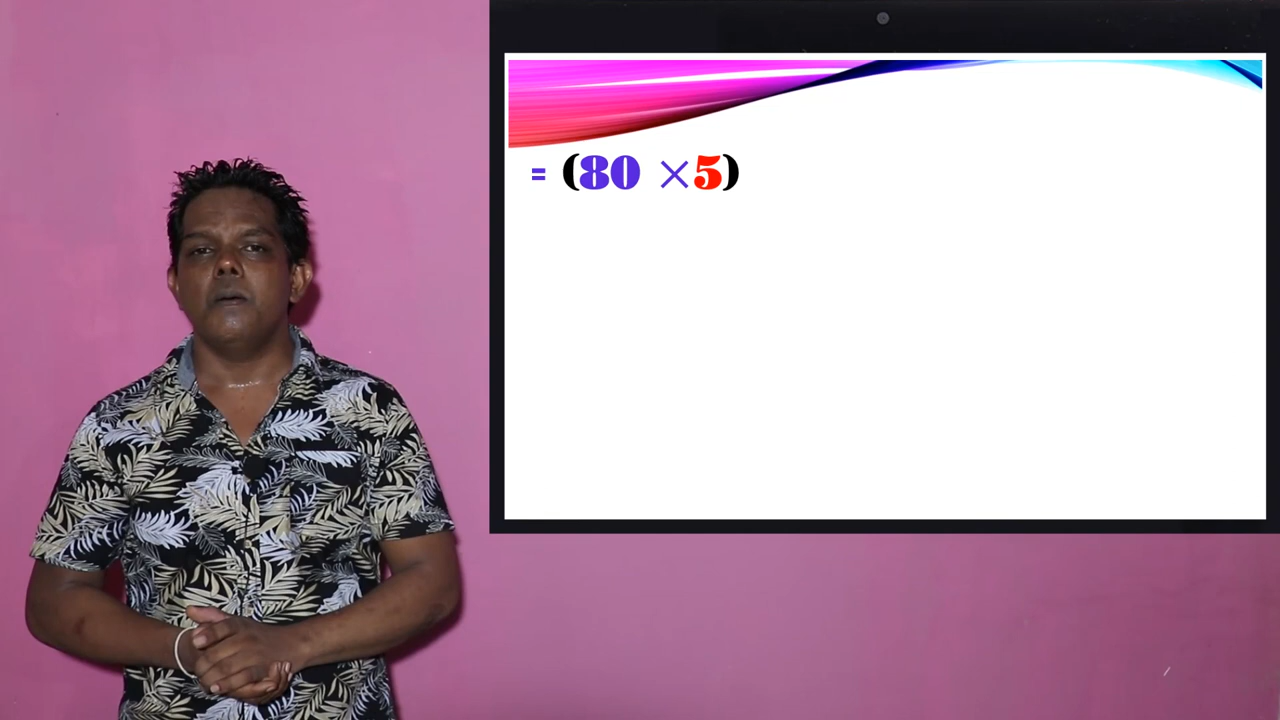 = (80 ×5)